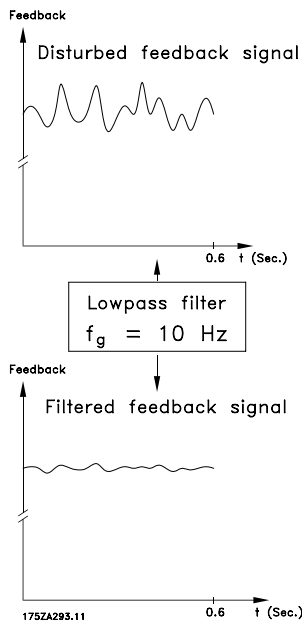 Feedback
Disturbed feedback signal
0.6 t (Sec.)
Lowpass filter
fg = 10 Hz
Feedback
Filtered feedback signal
0.6 t (Sec.)
175ZA293.11